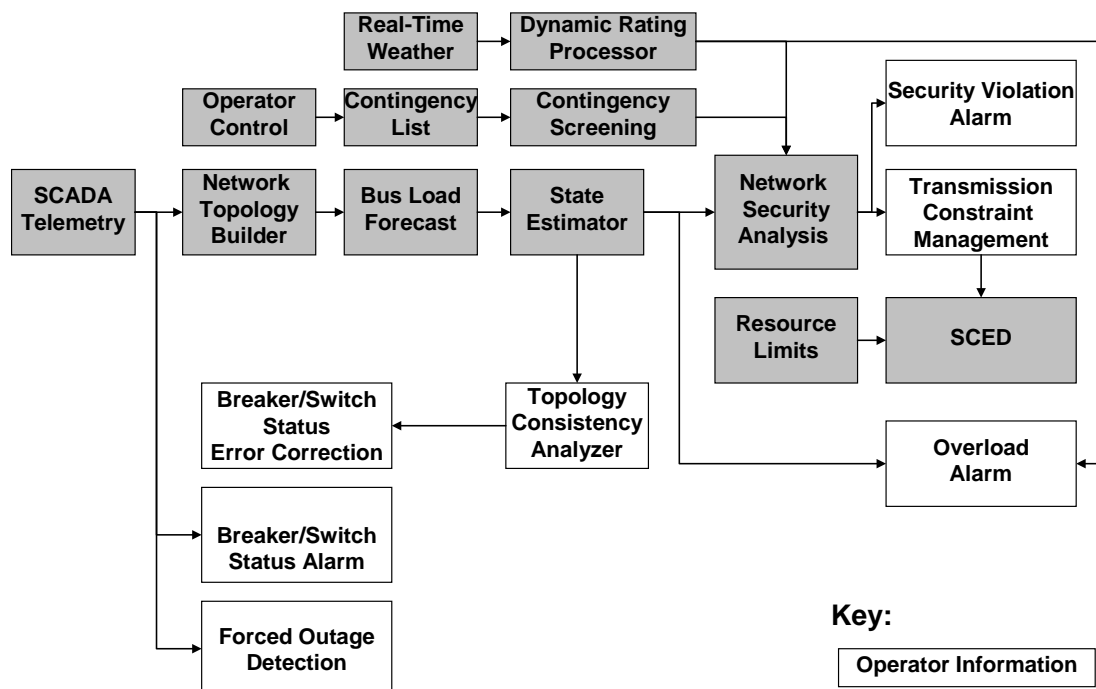 Real-Time
Weather
Dynamic Rating
Processor
Operator
Control
Contingency
List
Contingency
Screening
Security Violation
Alarm
SCADA
Telemetry
Network
Topology
Builder
Bus Load
Forecast
State
Estimator
Network
Security
Analysis
Transmission
Constraint
Management
Resource
Limits
SCED
Breaker/Switch
Status
Error Correction
Topology
Consistency
Analyzer
Overload
Alarm
Breaker/Switch
Status Alarm
Forced Outage
Detection
Key:
Operator Information